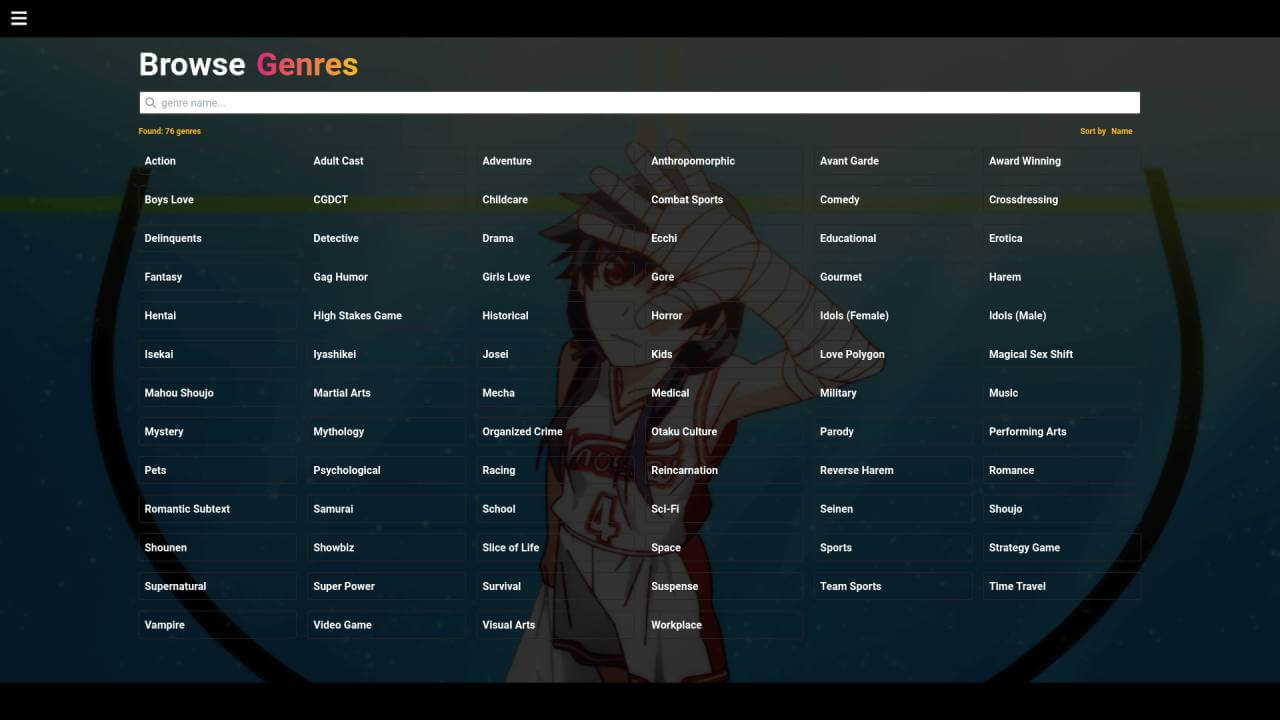 Browse Genres
genre name...
Found: 76 genres Sort by Name
Action Adult Cast Adventure Anthropomorphic Avant Garde Award Winning
Boys Love CGDCT Childcare Combat Sports Comedy Crossdressing
Delinquents Detective Drama Ecchi Educational Erotica
Fantasy Gag Humor Girls Love Gore Gourmet Harem
Hentai High Stakes Game Historical Horror Idols (Female) Idols (Male)
Isekai Iyashikei Josei Kids Love Polygon Magical Sex Shift
Mahou Shoujo Martial Arts Mecha Medical Military Music
Mystery Mythology Organized Crime Otaku Culture Parody Performing Arts
Pets Psychological Racing Reincarnation Reverse Harem Romance
Romantic Subtext Samurai School Sci-Fi Seinen Shoujo
Shounen Showbiz Slice of Life Space Sports Strategy Game
Supernatural Super Power Survival Suspense Team Sports Time Travel
Vampire Video Game Visual Arts Workplace
4